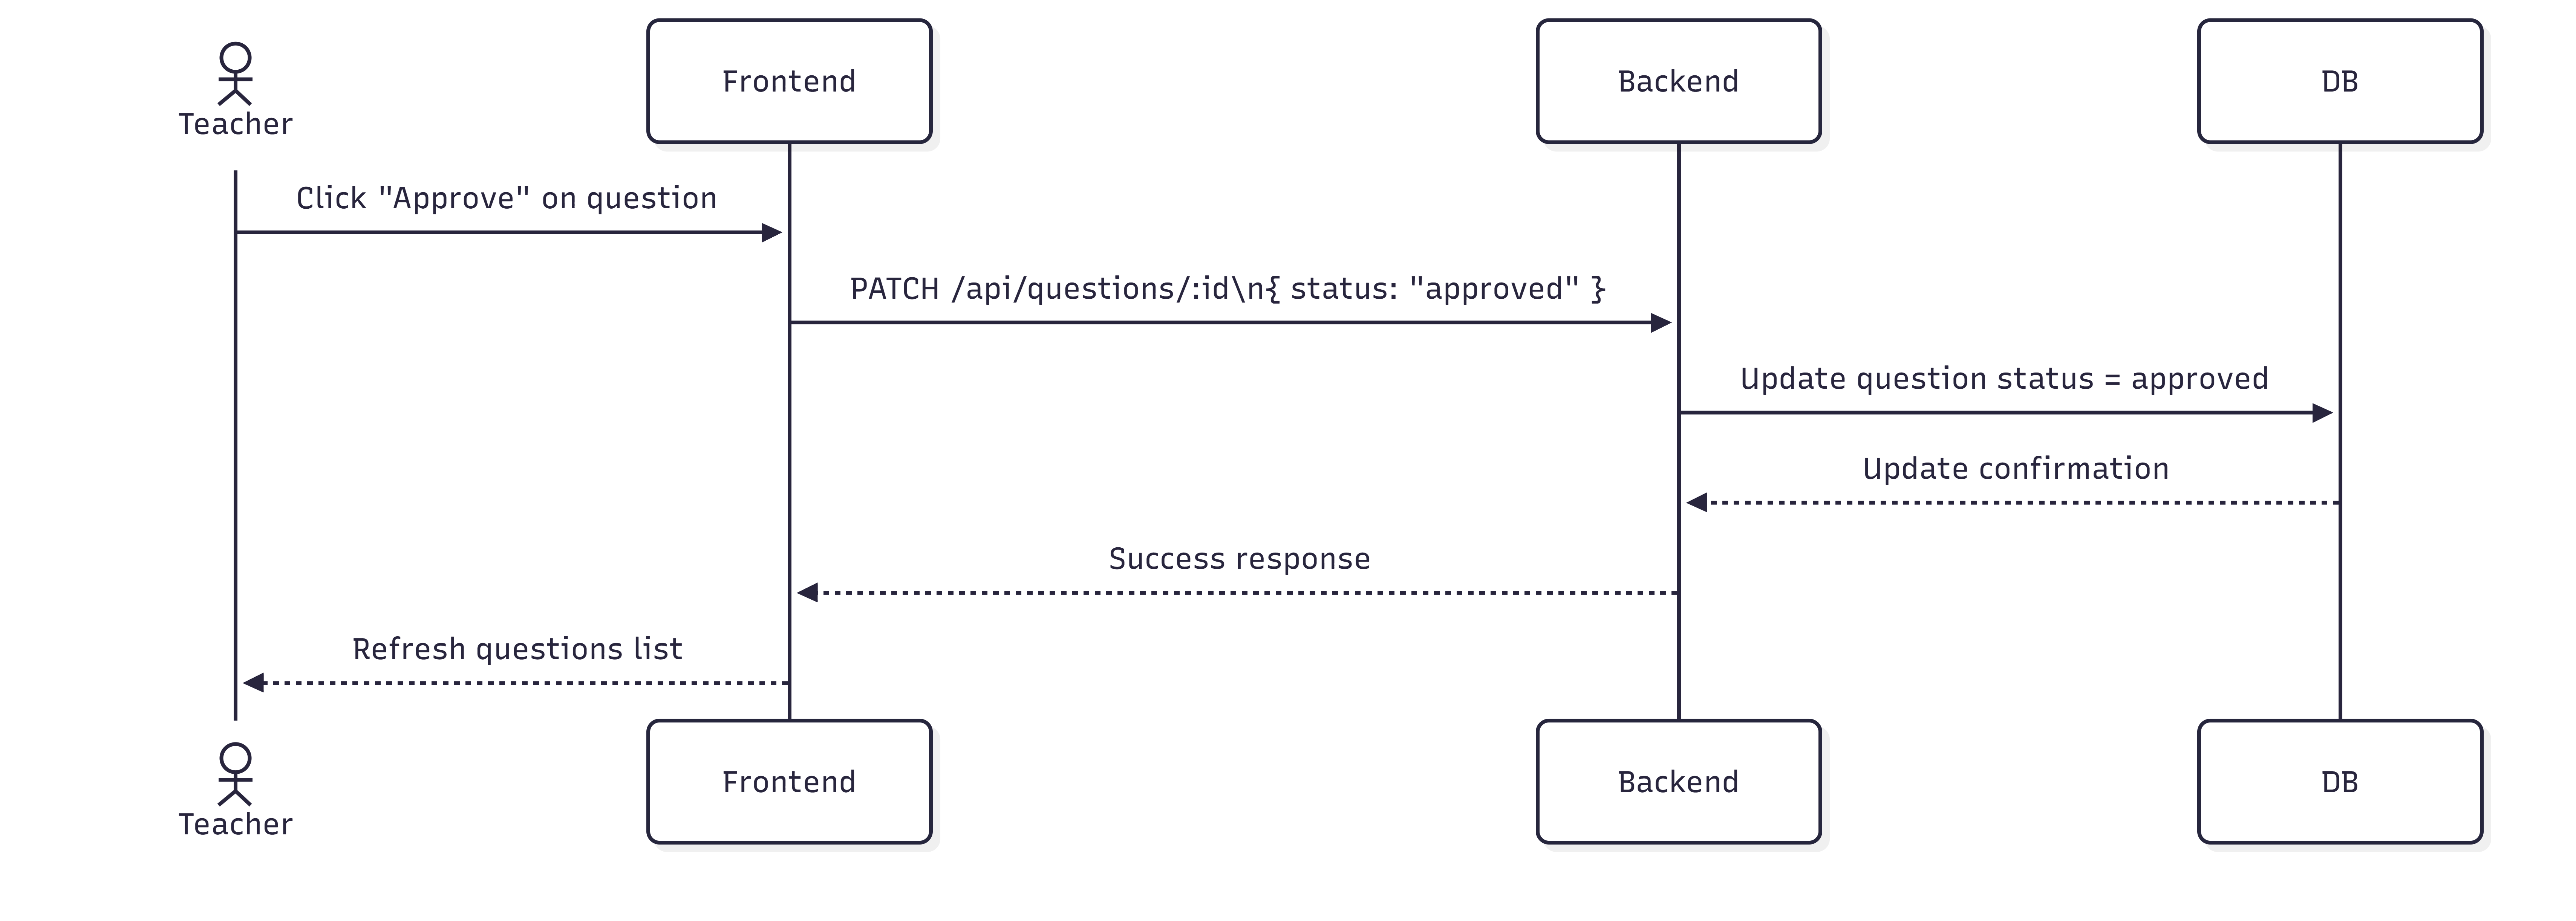 Frontend
Backend
DB
Teacher
Click "Approve" on question
PATCH /api/questions/:id\n{ status: "approved" }
Update question status = approved
Update confirmation
Success response
Refresh questions list
Frontend
Backend
DB
Teacher